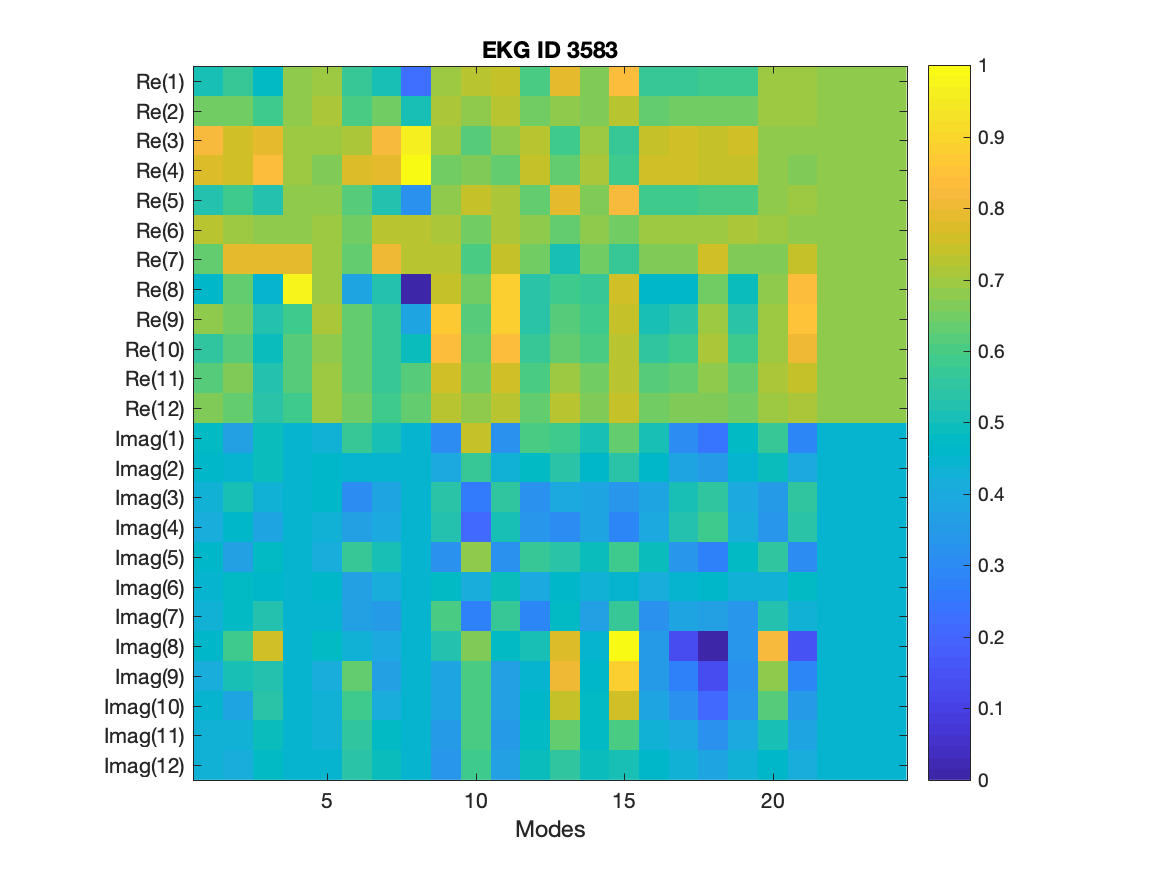 EKG ID 3583
Re(1)
Re(2)
Re(3)
Re(4)
Re(5)
Re(6)
Re(7)
Re(8)
Re(9)
Re(10)
Re(11)
Re(12)
Imag(1)
Imag(2)
Imag(3)
Imag(4)
Imag(5)
Imag(6)
Imag(7)
Imag(8)
Imag(9)
Imag(10)
Imag(11)
Imag(12)
5 10 15 20
Modes
1
0.9
0.8
0.7
0.6
0.5
0.4
0.3
0.2
0.1
0